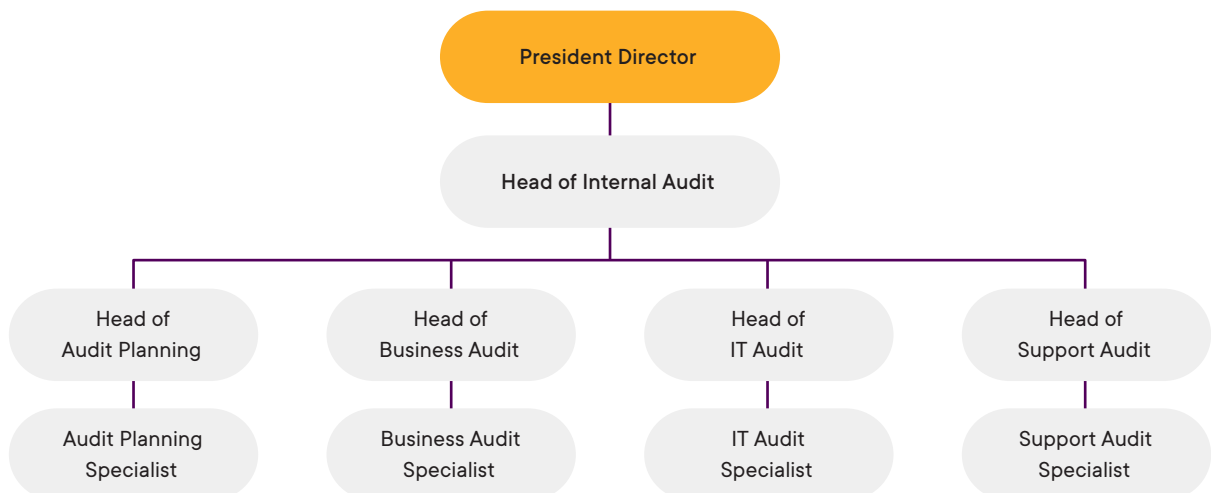 President Director
Head of Internal Audit
Head of
Audit Planning
Head of
Business Audit
Head of
IT Audit
Head of
Support Audit
Audit Planning
Specialist
Business Audit
Specialist
IT Audit
Specialist
Support Audit
Specialist